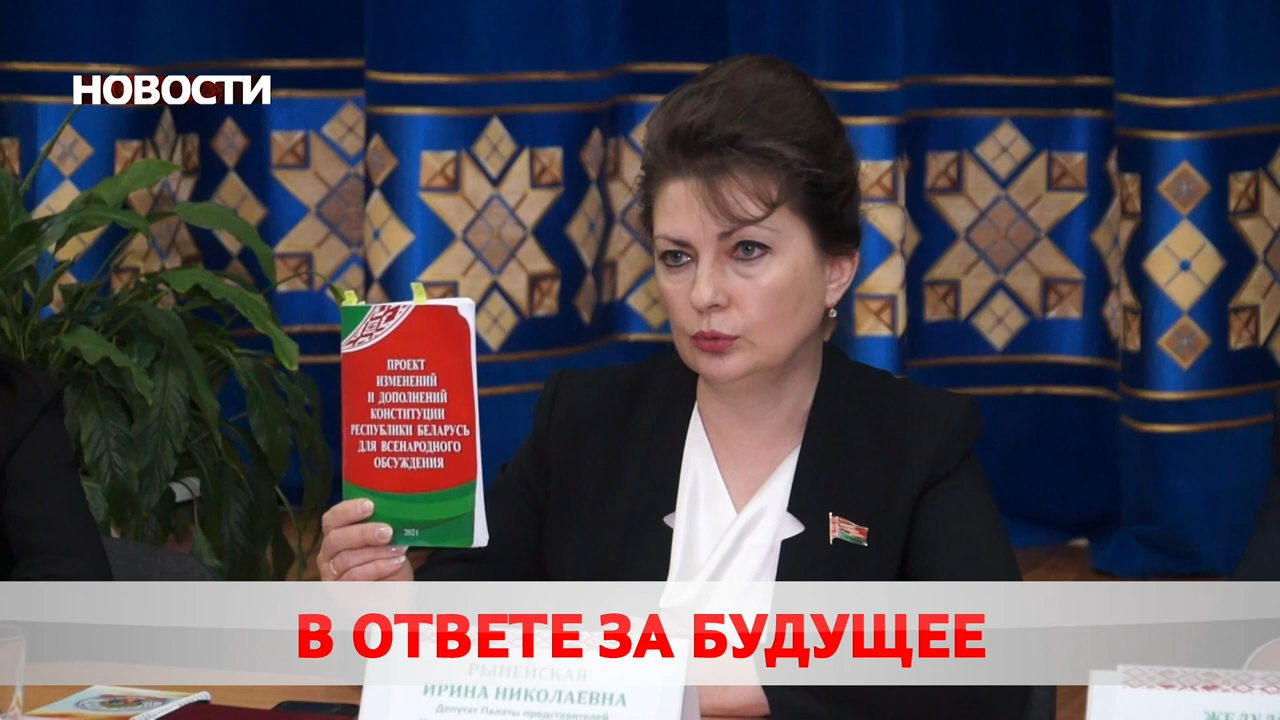 НОВОСТИ
ПРОЕКТ
ИЗМЕНЕНИЙ
И ДОПОЛНЕНИЙ
КОНСТИТУЦИИ
РЕСПУБЛИКИ БЕЛАРУСЬ
ДЛЯ ВСЕНАРОДНОГО
ОБСУЖДЕНИЯ
2021
В ОТВЕТЕ ЗА БУДУЩЕЕ
РЫНЕЙСКАЯ
ИРИНА НИКОЛАЕВНА
Депутат Палаты представителей